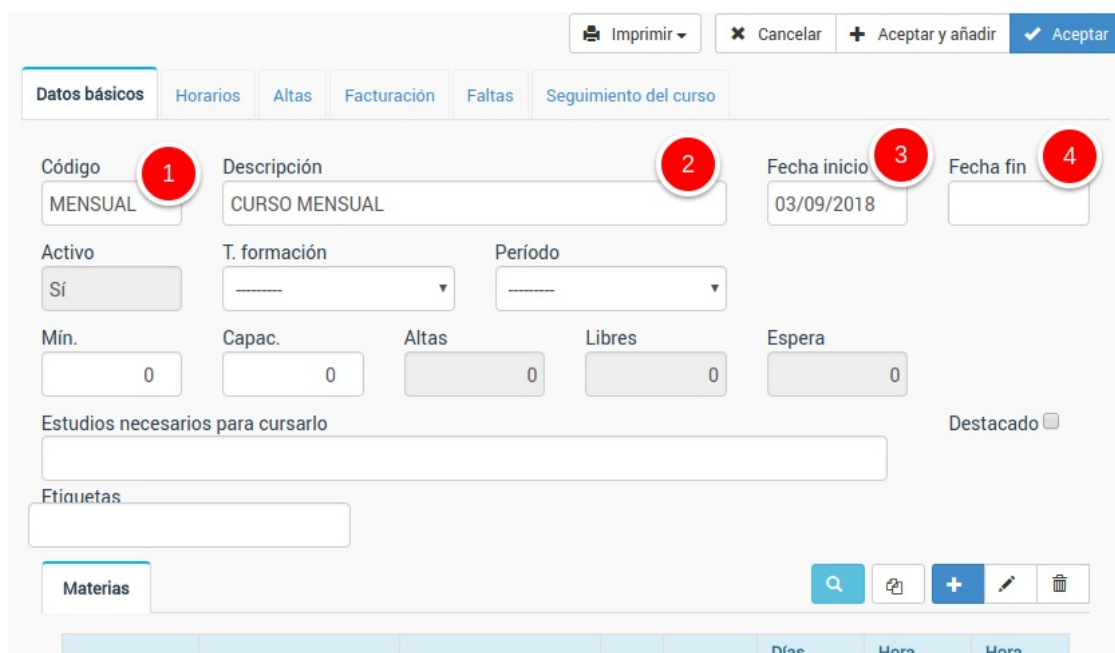 Imprimir Cancelar Aceptar y añadir Aceptar
Datos básicos Horarios Altas Facturación Faltas Seguimiento del curso
Código 1 Descripción 2 Fecha inicio 3 Fecha fin 4
MENSUAL CURSO MENSUAL 03/09/2018
Activo T. formación Período
Sí --------- ---------
Mín. Capac. Altas Libres Espera
0 0 0 0 0
Estudios necesarios para cursarlo Destacado
Etiquetas
Materias
Días Hora Hora